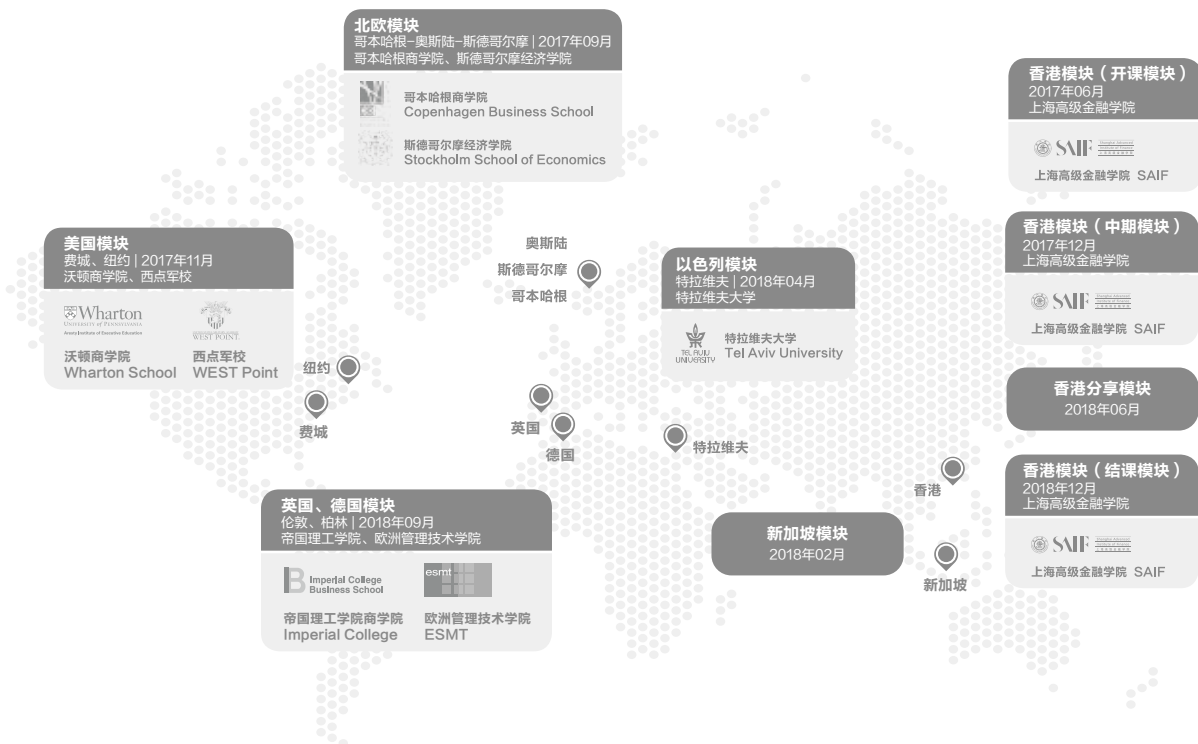 北欧模块
哥本哈根-奥斯陆-斯德哥尔摩 | 2017年09月
哥本哈根商学院、斯德哥尔摩经济学院
哥本哈根商学院
Copenhagen Business School
斯德哥尔摩经济学院
Stockholm School of Economics
香港模块（开课模块）
2017年06月
上海高级金融学院
SAIF
上海高级金融学院 SAIF
美国模块
费城、纽约 | 2017年11月
沃顿商学院、西点军校
Wharton
UNIVERSITY of PENNSYLVANIA
Aresty Institute of Executive Education
WEST POINT.
沃顿商学院
Wharton School
西点军校
WEST Point
奥斯陆
斯德哥尔摩
哥本哈根
以色列模块
特拉维夫 | 2018年04月
特拉维夫大学
TEL AVIV
UNIVERSITY
特拉维夫大学
Tel Aviv University
香港模块（中期模块）
2017年12月
上海高级金融学院
SAIF
上海高级金融学院 SAIF
纽约
费城
英国
德国
特拉维夫
香港
新加坡
香港分享模块
2018年06月
英国、德国模块
伦敦、柏林 | 2018年09月
帝国理工学院、欧洲管理技术学院
Imperial College
Business School
esmt
帝国理工学院商学院
Imperial College
欧洲管理技术学院
ESMT
新加坡模块
2018年02月
香港模块（结课模块）
2018年12月
上海高级金融学院
SAIF
上海高级金融学院 SAIF